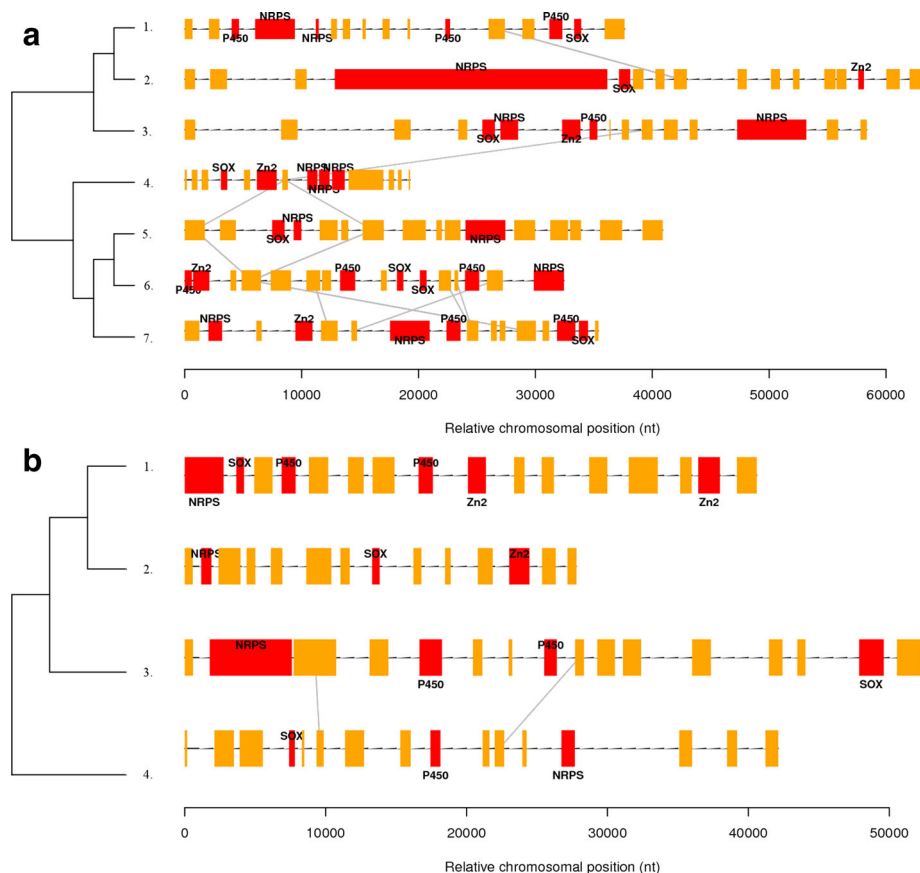 a
NRPS P450
1.
P450 NRPS P450 SOX
NRPS Zn2
2.
SOX
NRPS P450 NRPS
3.
SOX Zn2
SOX Zn2 NRPS NRPS
4.
NRPS
NRPS
5.
SOX NRPS
Zn2 P450 SOX P450 NRPS
6.
P450 SOX
NRPS Zn2 P450 P450
7.
NRPS SOX
0 10000 20000 30000 40000 50000 60000
Relative chromosomal position (nt)
b
1.
SOX P450 P450
NRPS Zn2 Zn2
NRPS SOX Zn2
2.
NRPS P450
3.
P450 SOX
SOX
4.
P450 NRPS
0 10000 20000 30000 40000 50000
Relative chromosomal position (nt)